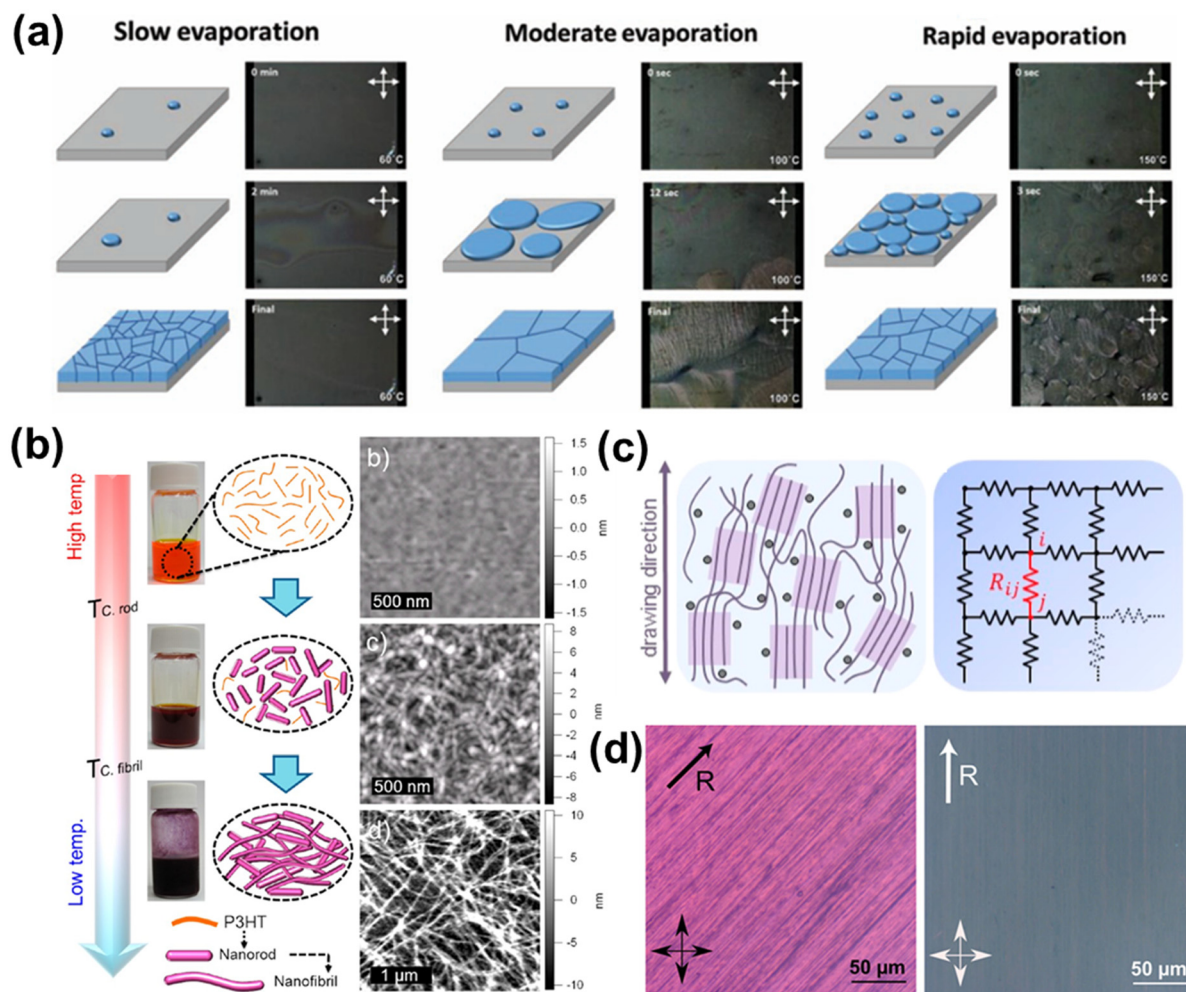 (a)
Slow evaporation
Moderate evaporation
Rapid evaporation
0 min
60°C
0 sec
100°C
0 sec
150°C
2 min
60°C
12 sec
100°C
3 sec
150°C
Final
60°C
Final
100°C
Final
150°C
(b)
High temp
Tc. rod
Tc. fibril
Low temp.
P3HT
Nanorod
Nanofibril
b)
500 nm
1.5
1.0
0.5
0.0
-0.5
-1.0
-1.5
nm
c)
500 nm
8
6
4
2
0
-2
-4
-6
-8
nm
d)
1 µm
10
5
0
-5
-10
nm
(c)
drawing direction
i
Rij
j
(d)
R
50 µm
R
50 µm